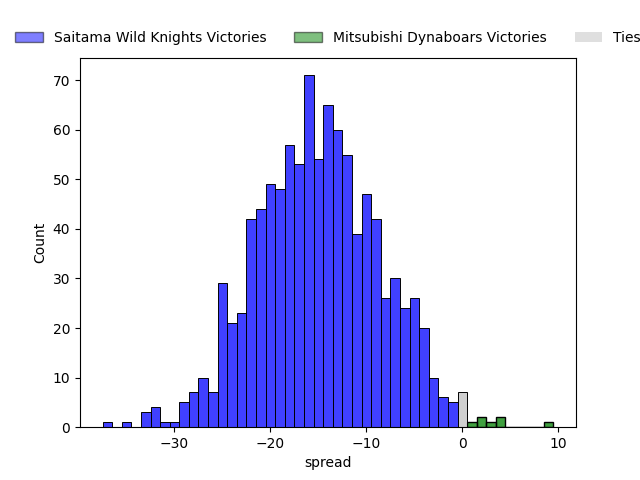 Saitama Wild Knights Victories Mitsubishi Dynaboars Victories Ties
70
60
50
40
30
20
10
0
Count
−30 −20 −10 0 10
spread